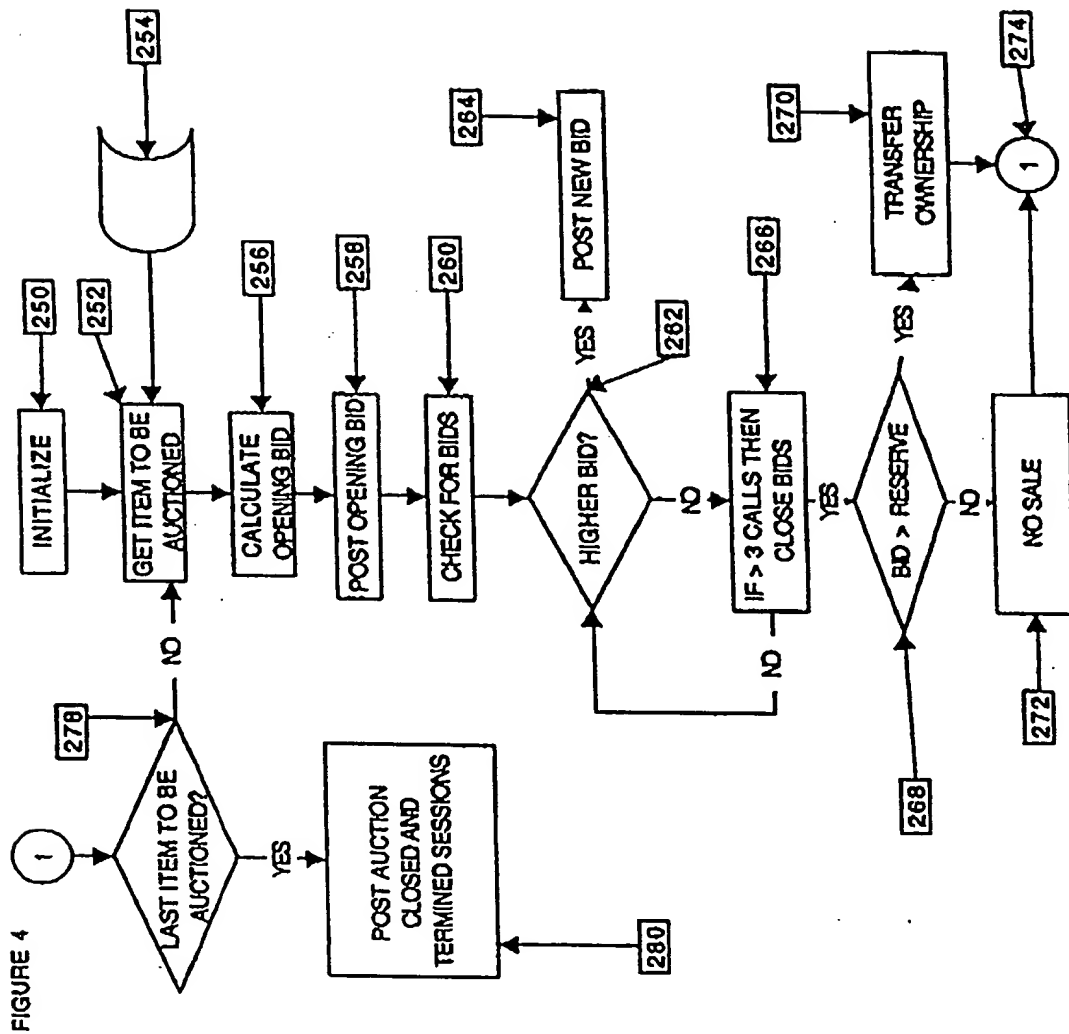 FIGURE 4
1
LAST ITEM TO BE
AUCTIONED?
278
NO
YES
POST AUCTION
CLOSED AND
TERMINED SESSIONS
280
INITIALIZE
250
252
GET ITEM TO BE
AUCTIONED
254
CALCULATE
OPENING BID
256
POST OPENING BID
258
CHECK FOR BIDS
260
HIGHER BID?
262
YES
POST NEW BID
264
NO
IF > 3 CALLS THEN
CLOSE BIDS
266
NO
YES
BID > RESERVE
268
YES
TRANSFER
OWNERSHIP
270
NO
NO SALE
272
1
274